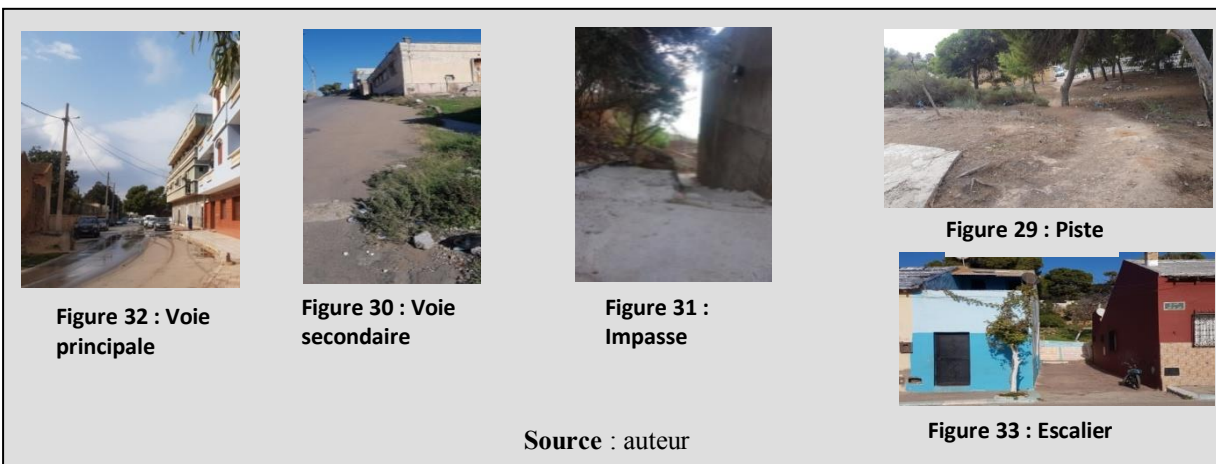 Figure 32 : Voie
principale
Figure 30 : Voie
secondaire
Figure 31 :
Impasse
Figure 29 : Piste
Figure 33 : Escalier
Source : auteur